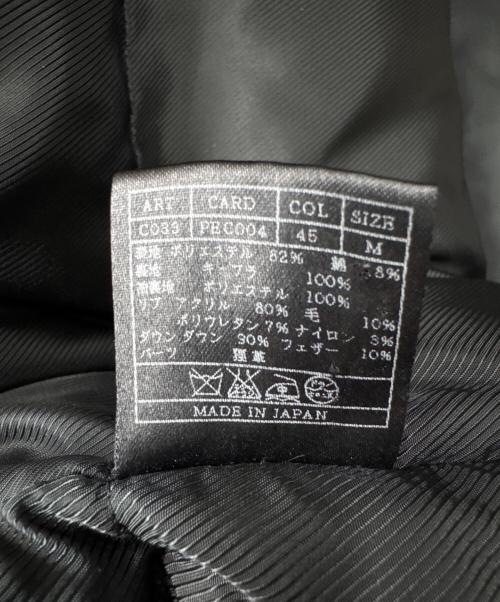 ART CARD COL SIZE
C033 PEC004 45 M
表地 ポリエステル 82% 綿 18%
裏地 キュプラ 100%
袖裏地 ポリエステル 100%
リブ アクリル 80% 毛 10%
ポリウレタン 7% ナイロン 3%
ダウン ダウン 90% フェザー 10%
パーツ 革
MADE IN JAPAN